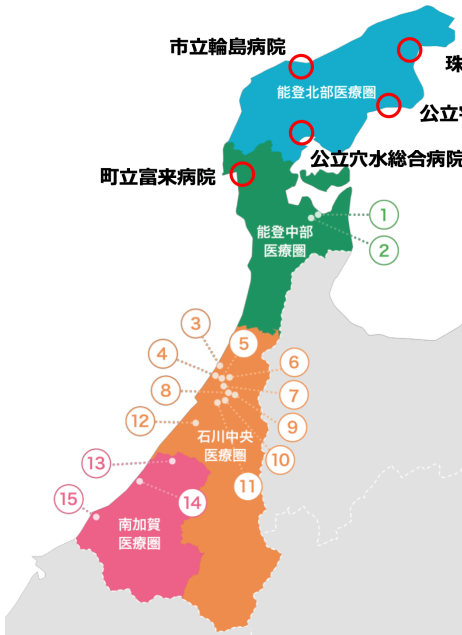 市立輪島病院
珠
能登北部医療圏
公立
公立穴水総合病院
町立富来病院
1
能登中部
医療圏
2
3
4
5
6
8
7
12
9
石川中央
医療圏
10
13
11
15
14
南加賀
医療圏